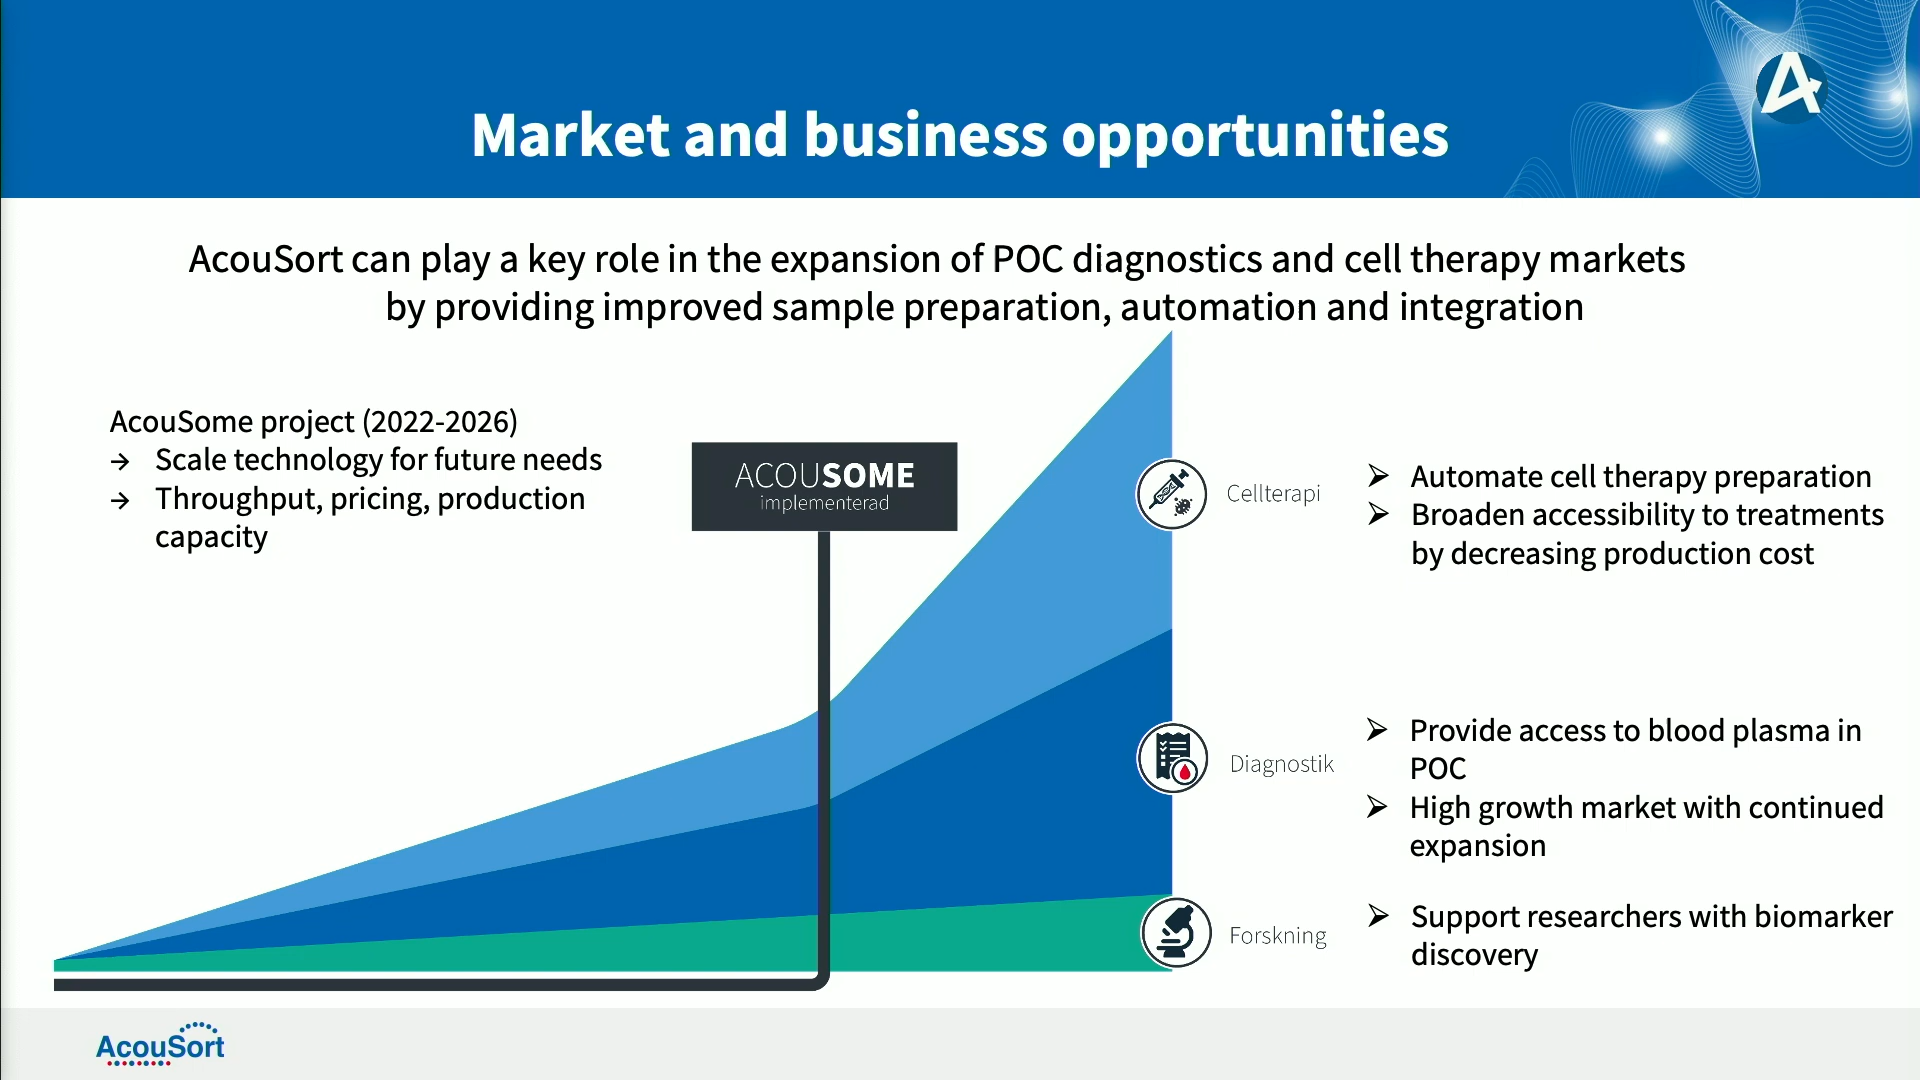 Market and business opportunities
AcouSort can play a key role in the expansion of POC diagnostics and cell therapy markets
by providing improved sample preparation, automation and integration
AcouSome project (2022-2026)
→ Scale technology for future needs
→ Throughput, pricing, production
capacity
ACOUSOME
implementerad
Cellterapi
➢ Automate cell therapy preparation
➢ Broaden accessibility to treatments
by decreasing production cost
Diagnostik
➢ Provide access to blood plasma in
POC
➢ High growth market with continued
expansion
Forskning
➢ Support researchers with biomarker
discovery
AcouSort